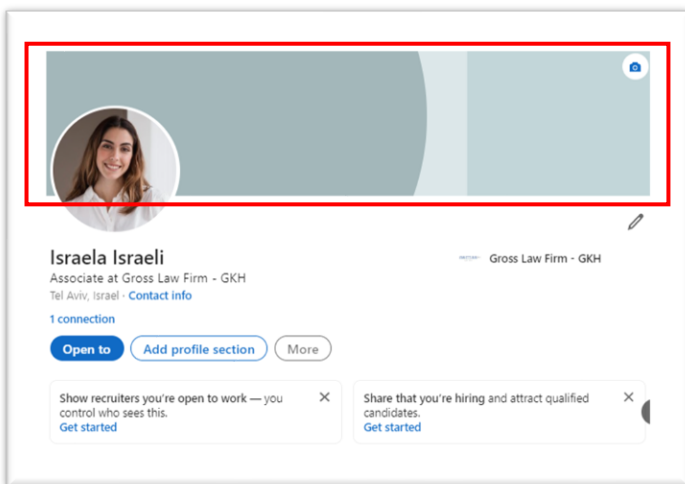 Israela Israeli
Associate at Gross Law Firm - GKH
Gross Law Firm - GKH
Tel Aviv, Israel · Contact info
1 connection
Open to
Add profile section
More
Show recruiters you're open to work — you
control who sees this.
Get started
Share that you're hiring and attract qualified
candidates.
Get started